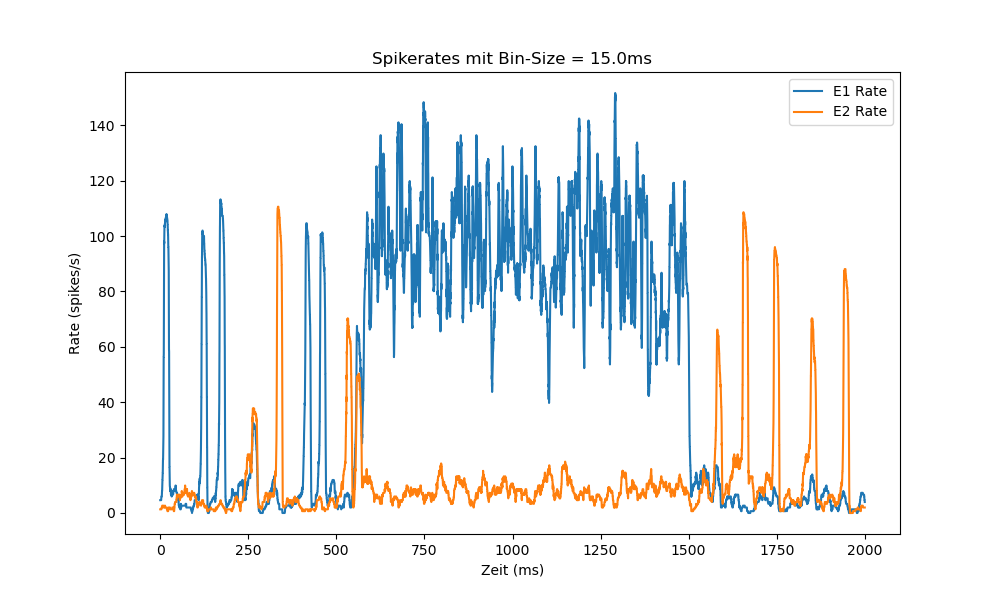 Spikerates mit Bin-Size = 15.0ms
E1 Rate
E2 Rate
Rate (spikes/s)
140
120
100
80
60
40
20
0
0 250 500 750 1000 1250 1500 1750 2000
Zeit (ms)